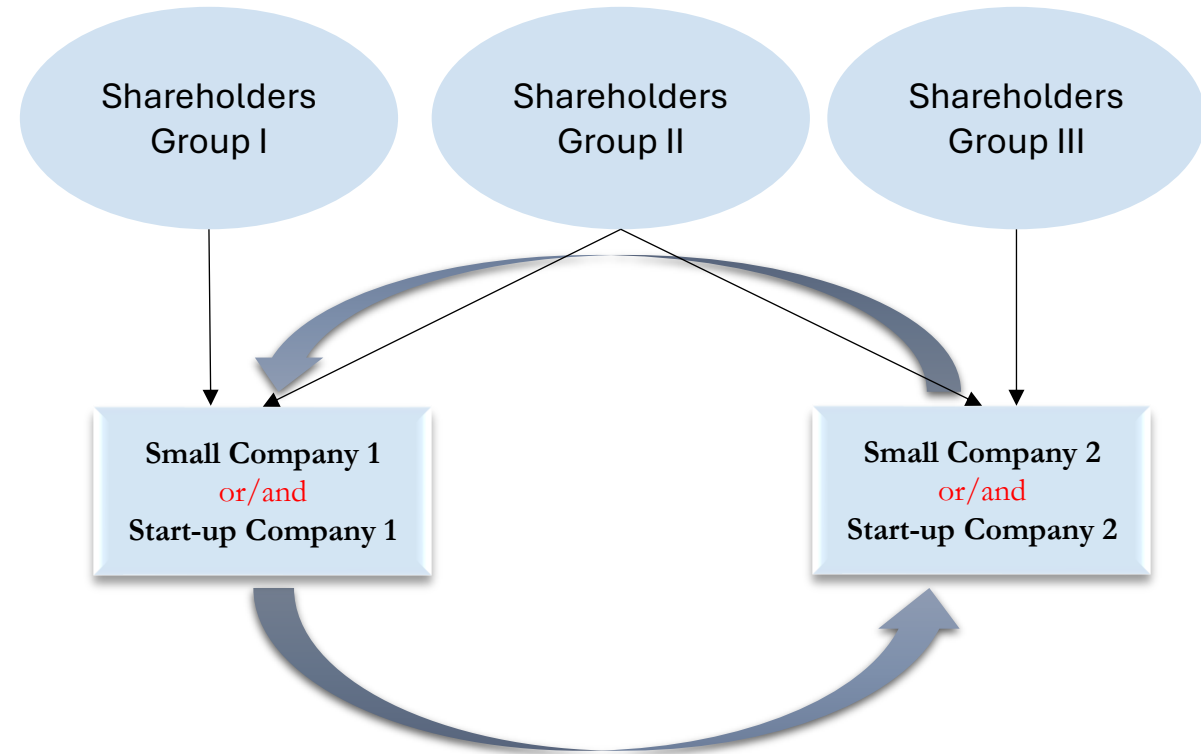 Shareholders
Group I
Shareholders
Group II
Shareholders
Group III
Small Company 1
or/and
Start-up Company 1
Small Company 2
or/and
Start-up Company 2